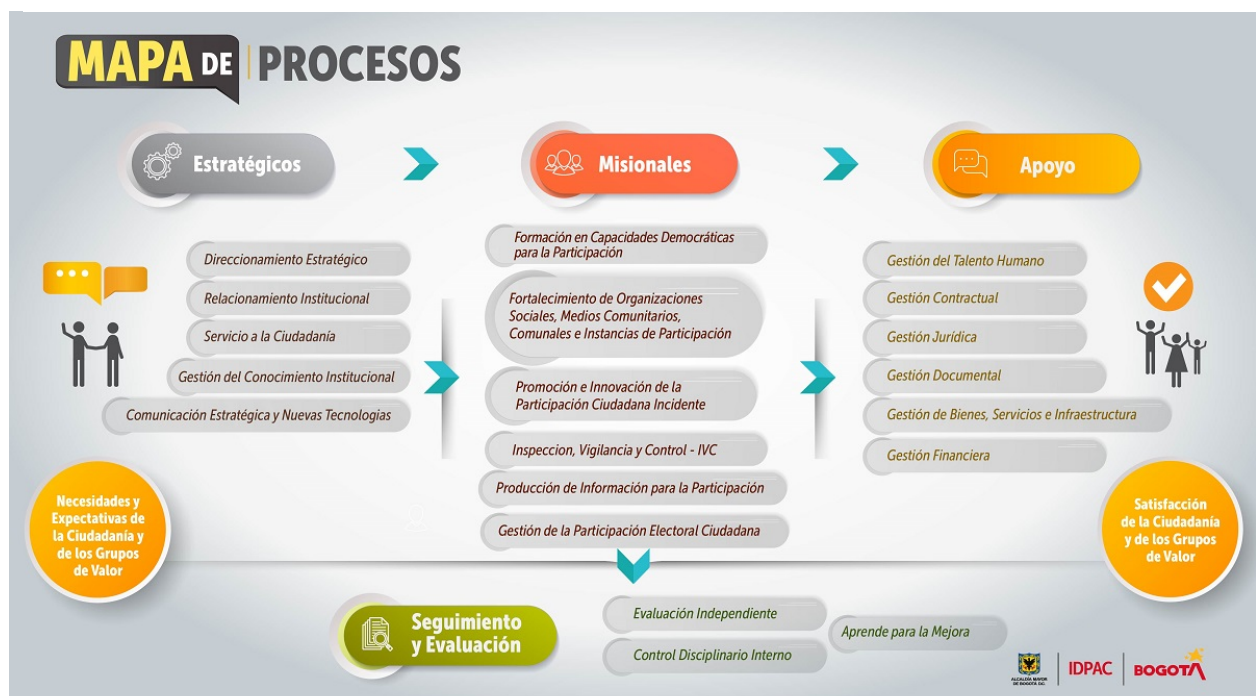 MAPA DE PROCESOS
Estratégicos
Misionales
Apoyo
Direccionamiento Estratégico
Relacionamiento Institucional
Servicio a la Ciudadanía
Gestión del Conocimiento Institucional
Comunicación Estratégica y Nuevas Tecnologias
Formación en Capacidades Democráticas
para la Participación
Fortalecimiento de Organizaciones
Sociales, Medios Comunitarios,
Comunales e Instancias de Participación
Promoción e Innovación de la
Participación Ciudadana Incidente
Inspeccion, Vigilancia y Control - IVC
Producción de Información para la Participación
Gestión de la Participación Electoral Ciudadana
Gestión del Talento Humano
Gestión Contractual
Gestión Jurídica
Gestión Documental
Gestión de Bienes, Servicios e Infraestructura
Gestión Financiera
Necesidades y
Expectativas de
la Ciudadanía y
de los Grupos
de Valor
Satisfacción
de la Ciudadanía
y de los Grupos
de Valor
Seguimiento
y Evaluación
Evaluación Independiente
Control Disciplinario Interno
Aprende para la Mejora
ALCALDÍA MAYOR
DE BOGOTÁ D.C.
IDPAC
BOGOTÁ